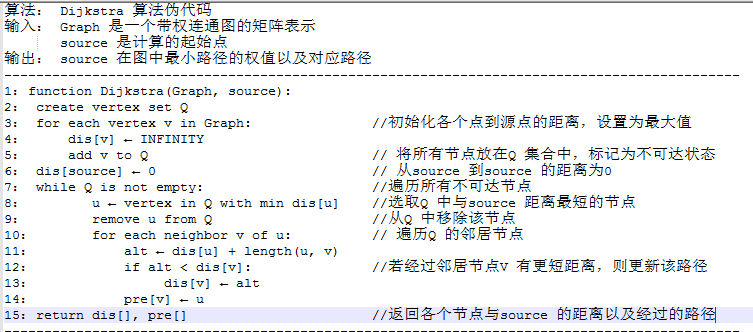 算法： Dijkstra 算法伪代码
输入： Graph 是一个带权连通图的矩阵表示
source 是计算的起始点
输出： source 在图中最小路径的权值以及对应路径
1: function Dijkstra(Graph, source):
2: create vertex set Q
3: for each vertex v in Graph: //初始化各个点到源点的距离，设置为最大值
4: dis[v] ← INFINITY
5: add v to Q // 将所有节点放在Q 集合中，标记为不可达状态
6: dis[source] ← 0 // 从source 到source 的距离为0
7: while Q is not empty: //遍历所有不可达节点
8: u ← vertex in Q with min dis[u] //选取Q 中与source 距离最短的节点
9: remove u from Q //从Q 中移除该节点
10: for each neighbor v of u: // 遍历Q 的邻居节点
11: alt ← dis[u] + length(u, v)
12: if alt < dis[v]: //若经过邻居节点V 有更短距离，则更新该路径
13: dis[v] ← alt
14: pre[v] ← u
15: return dis[], pre[] //返回各个节点与source 的距离以及经过的路径